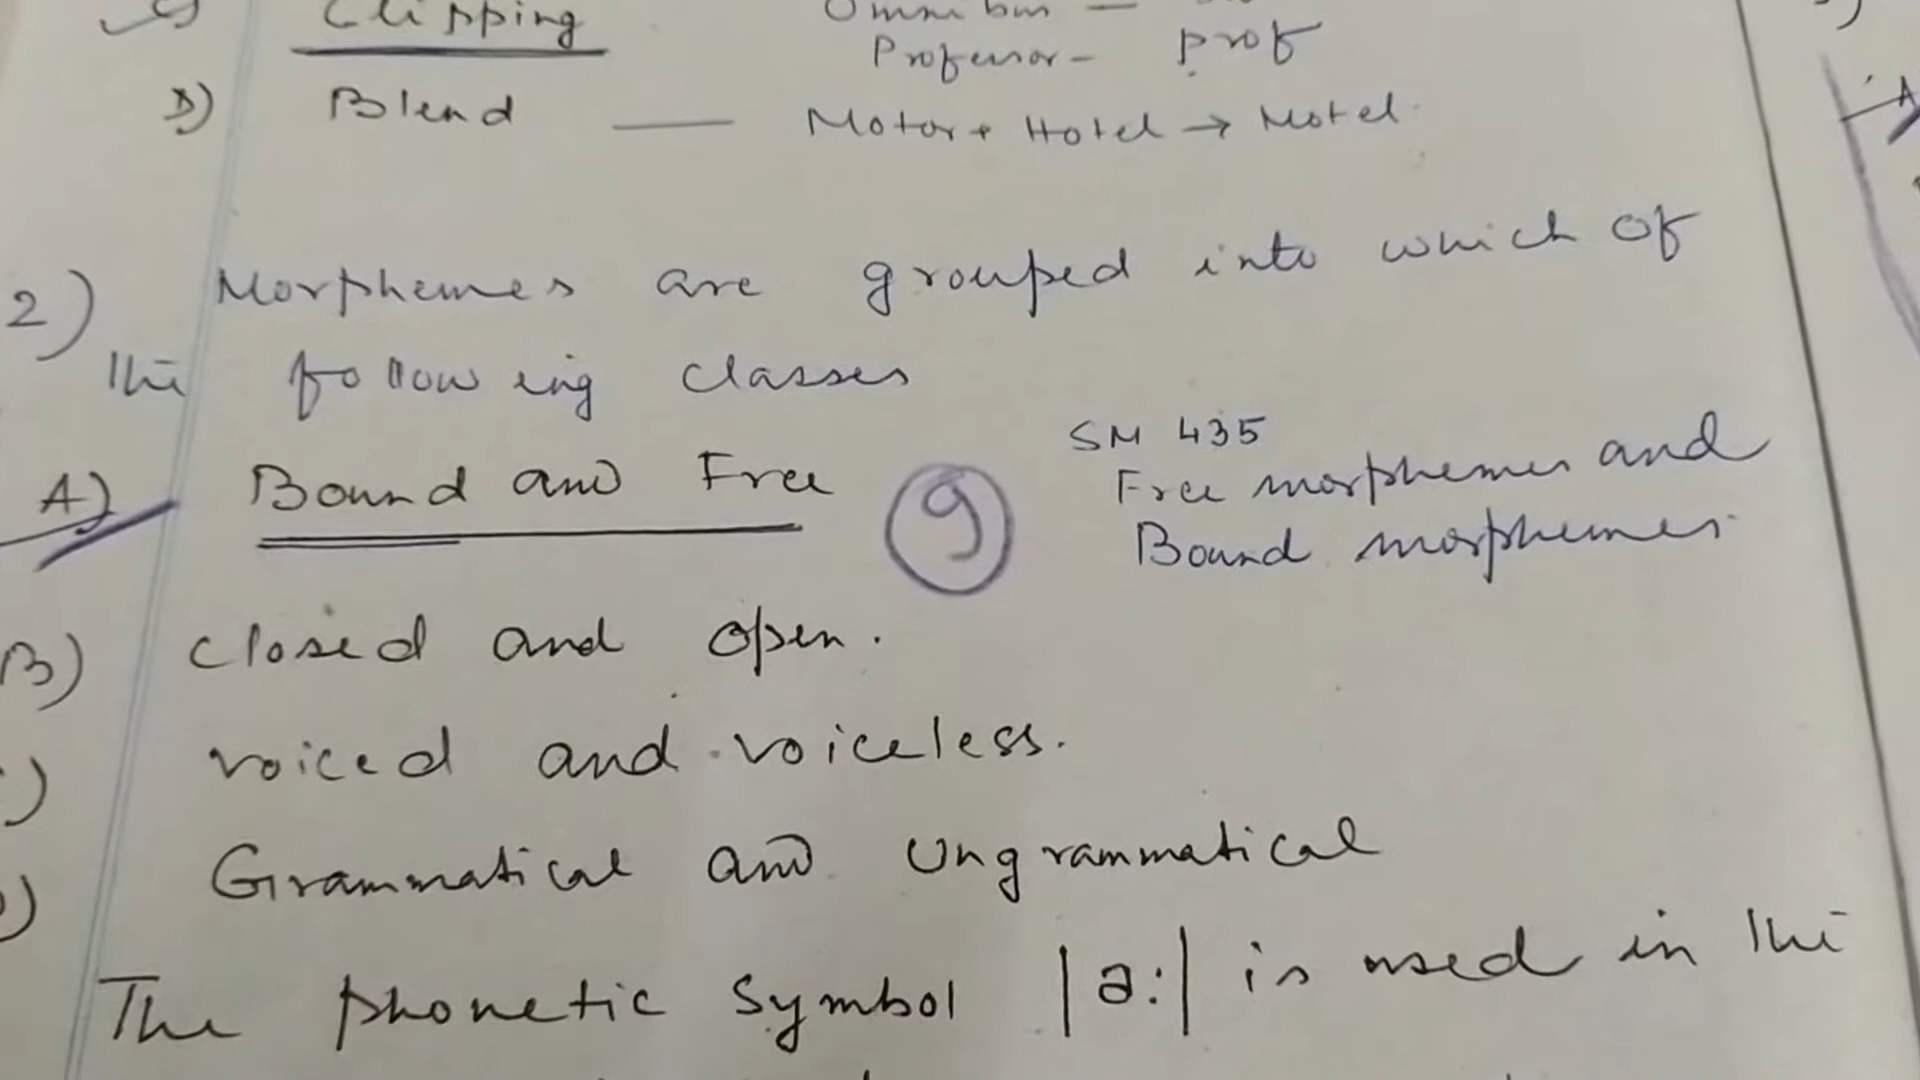 C) Clipping Omnibus —
Professor - prof
D) Blend — Motor + Hotel → Motel.
2) Morphemes are grouped into which of
the following classes
A) Bound and Free
9
SM 435
Free morphemes and
Bound morphemes.
B) closed and open.
voiced and voiceless.
Grammatical and Ungrammatical
The phonetic symbol |ə:| is used in the